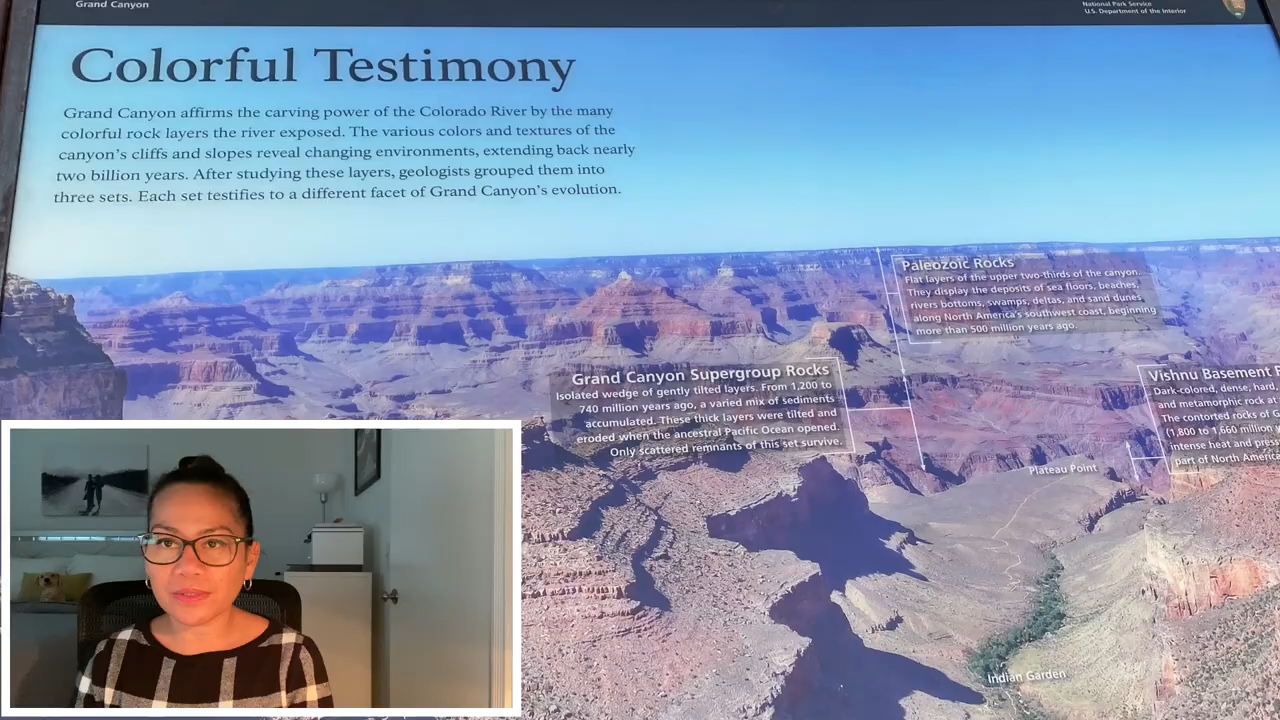 Grand Canyon
National Park Service
U.S. Department of the Interior
Colorful Testimony
Grand Canyon affirms the carving power of the Colorado River by the many
colorful rock layers the river exposed. The various colors and textures of the
canyon's cliffs and slopes reveal changing environments, extending back nearly
two billion years. After studying these layers, geologists grouped them into
three sets. Each set testifies to a different facet of Grand Canyon's evolution.
Paleozoic Rocks
Flat layers of the upper two-thirds of the canyon.
They display the deposits of sea floors, beaches,
rivers bottoms, swamps, deltas, and sand dunes
along North America's southwest coast, beginning
more than 500 million years ago.
Grand Canyon Supergroup Rocks
Isolated wedge of gently tilted layers. From 1,200 to
740 million years ago, a varied mix of sediments
accumulated. These thick layers were tilted and
eroded when the ancestral Pacific Ocean opened.
Only scattered remnants of this set survive.
Vishnu Basement
Dark-colored, dense, hard,
and metamorphic rock at
The contorted rocks of
(1,800 to 1,660 million
intense heat and
part of North America
Plateau Point
Indian Garden